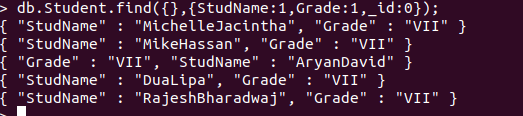 > db.Student.find({},{StudName:1,Grade:1,_id:0});
{ "StudName" : "MichelleJacintha", "Grade" : "VII" }
{ "StudName" : "MikeHassan", "Grade" : "VII" }
{ "Grade" : "VII", "StudName" : "AryanDavid" }
{ "StudName" : "DuaLipa", "Grade" : "VII" }
{ "StudName" : "RajeshBharadwaj", "Grade" : "VII" }
>